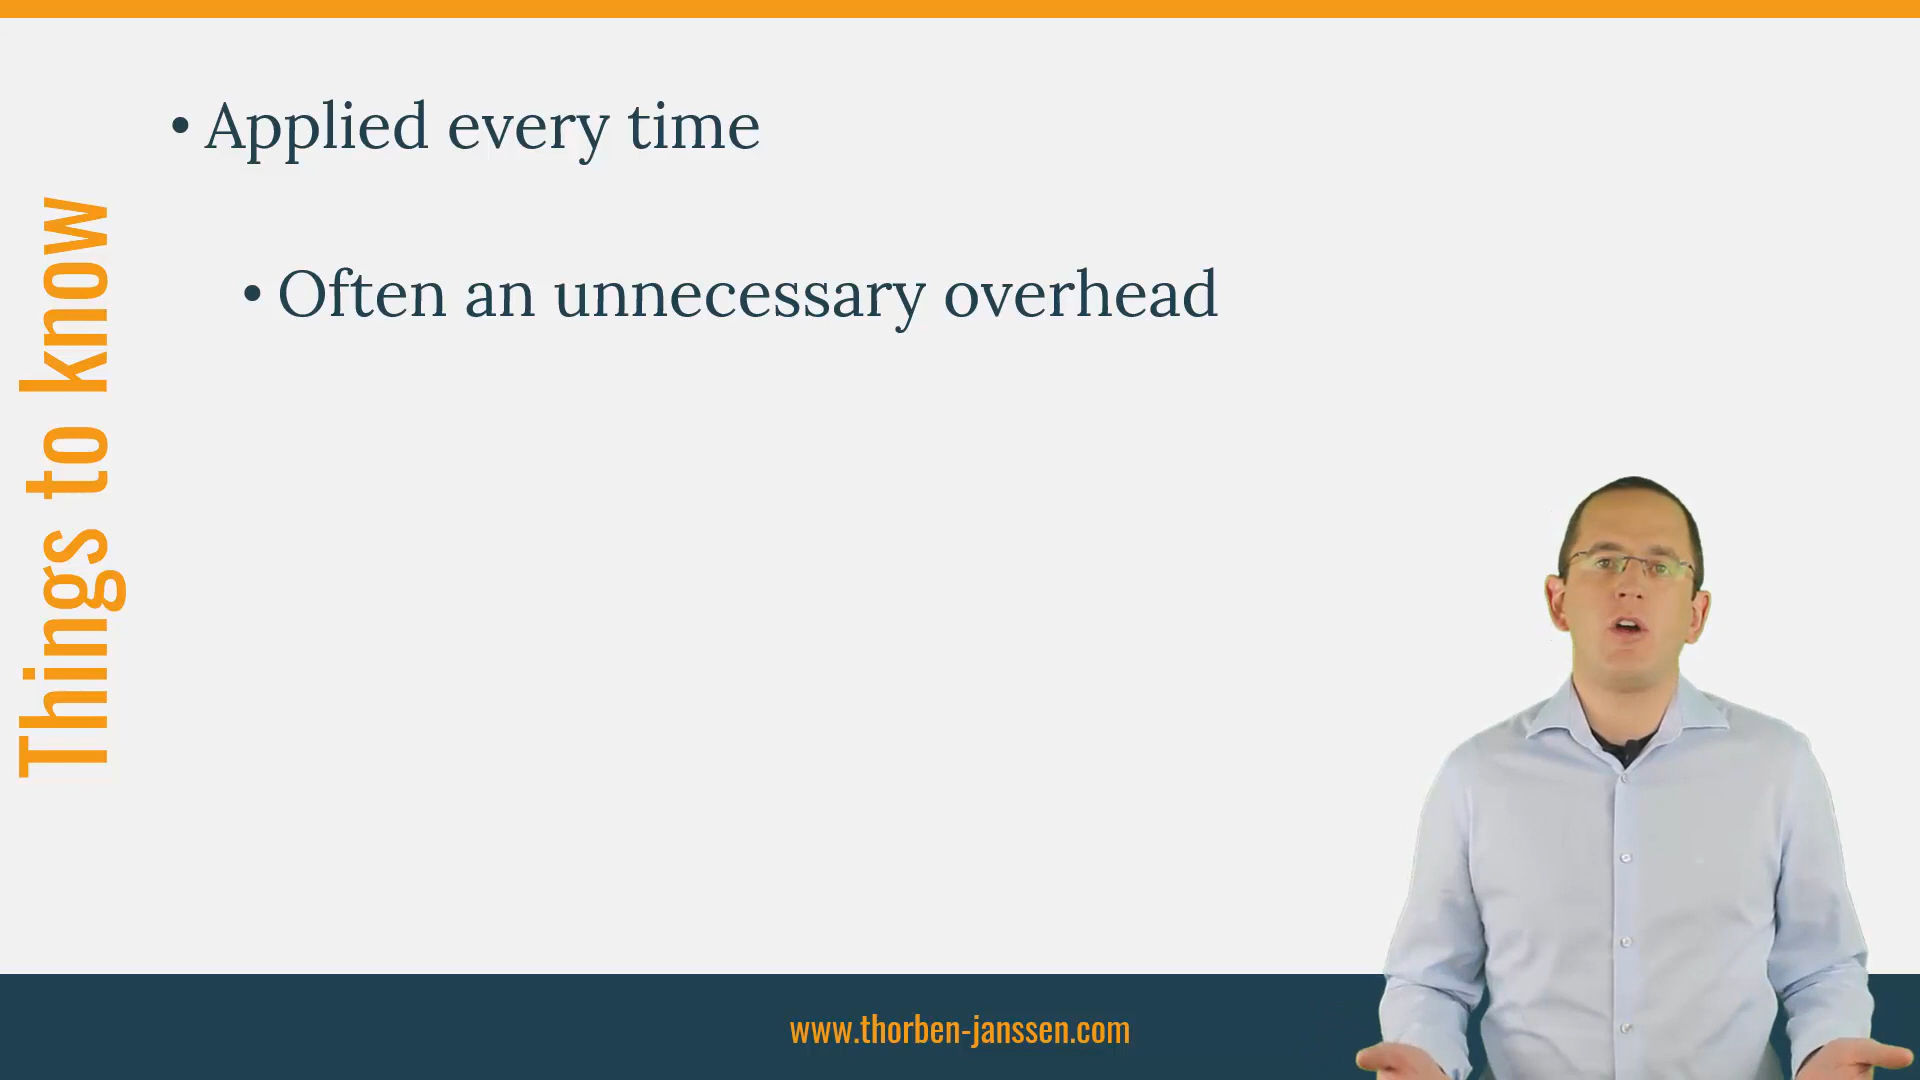 Things to know
• Applied every time
• Often an unnecessary overhead
www.thorben-janssen.com